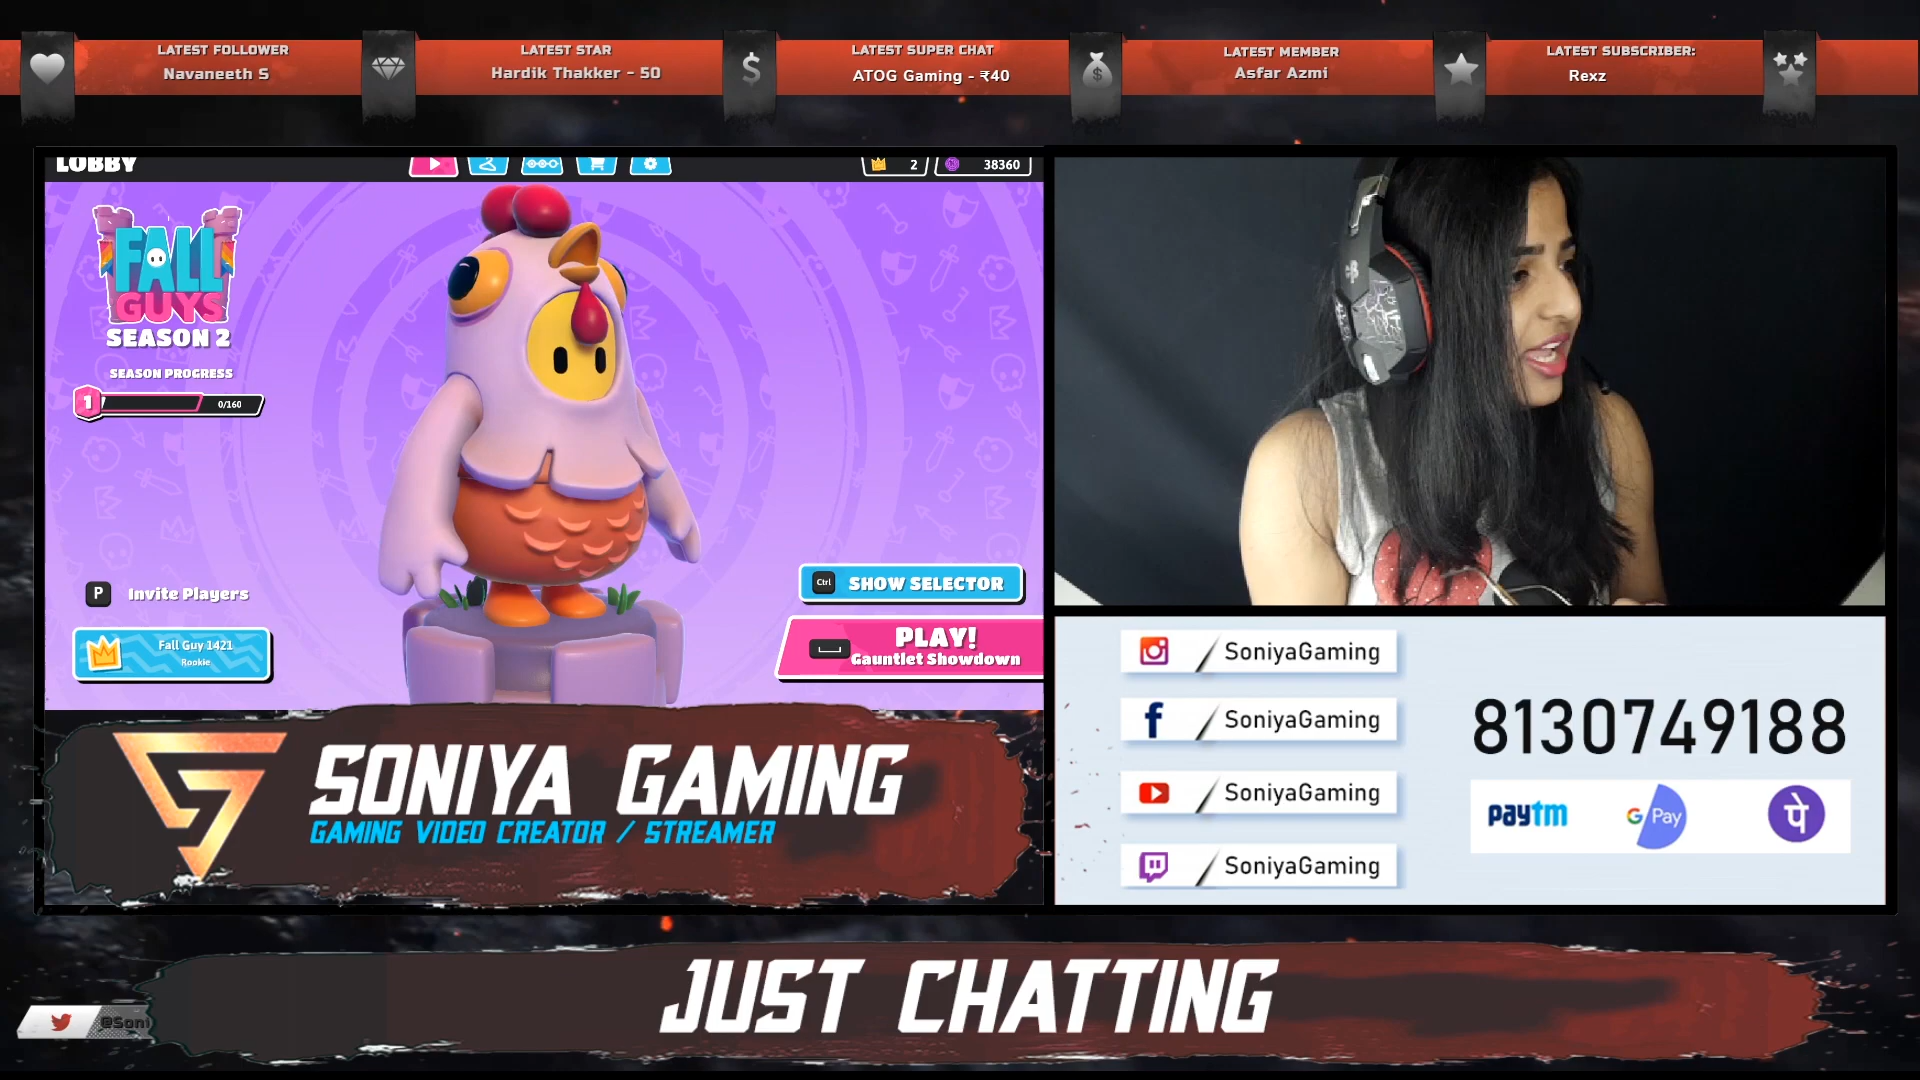 LATEST FOLLOWER
Navaneeth S
LATEST STAR
Hardik Thakker - 50
LATEST SUPER CHAT
ATOG Gaming - ₹40
LATEST MEMBER
Asfar Azmi
LATEST SUBSCRIBER:
Rexz
LOBBY
2
38360
FALL
GUYS
SEASON 2
SEASON PROGRESS
1
0/160
P Invite Players
Fall Guy 1421
Rookie
Ctrl SHOW SELECTOR
PLAY!
Gauntlet Showdown
SONIYA GAMING
GAMING VIDEO CREATOR / STREAMER
SoniyaGaming
SoniyaGaming
SoniyaGaming
SoniyaGaming
8130749188
paytm
G Pay
पे
JUST CHATTING
@Soni